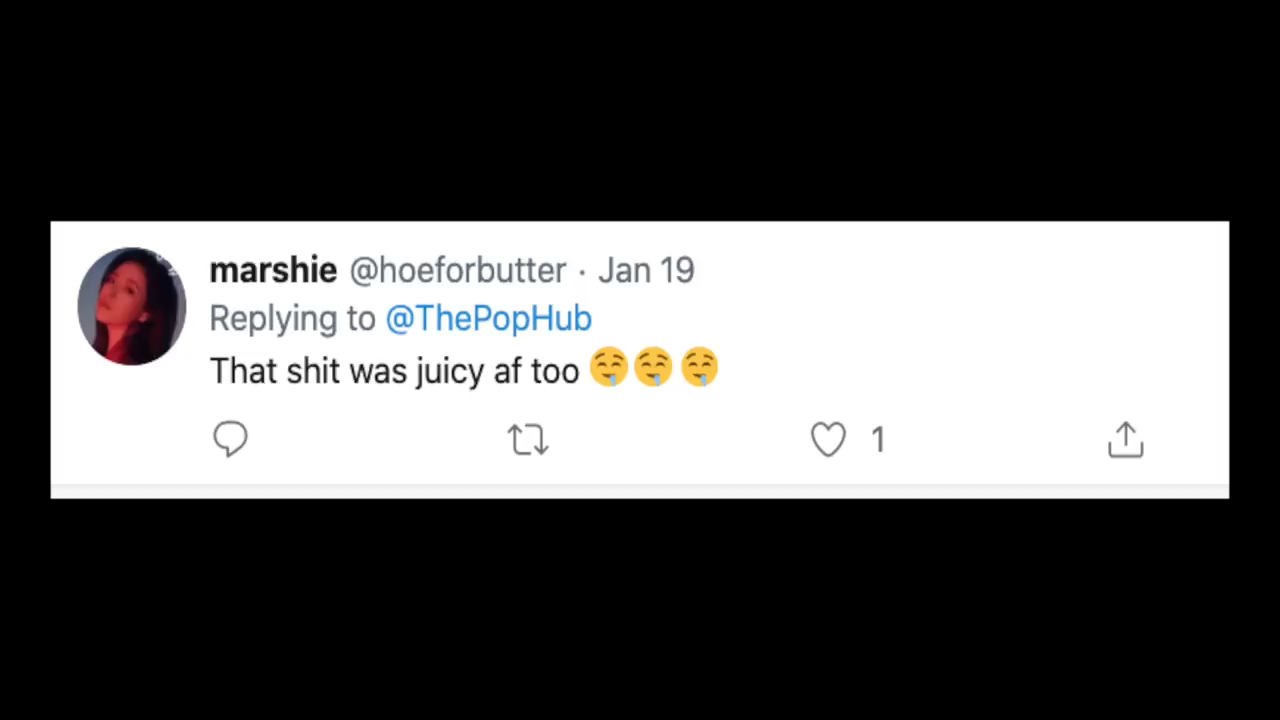 marshie @hoeforbutter · Jan 19
Replying to @ThePopHub
That shit was juicy af too 🤤🤤🤤
1